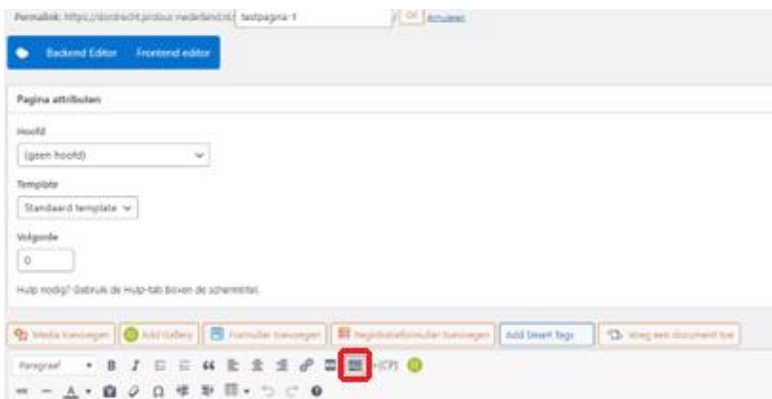 Permalink: https://dordrecht.probus-nederland.nl/ testpagina-1 / OK Annuleren
Backend Editor Frontend editor
Pagina attributen
Hoofd
(geen hoofd)
Template
Standaard template
Volgorde
0
Hulp nodig? Gebruik de Hulp-tab boven de schermtitel.
Media toevoegen Add Gallery Formulier toevoegen Registratieformulier toevoegen Add Smart Tags Voeg een document toe
Paragraaf B I
A Ω